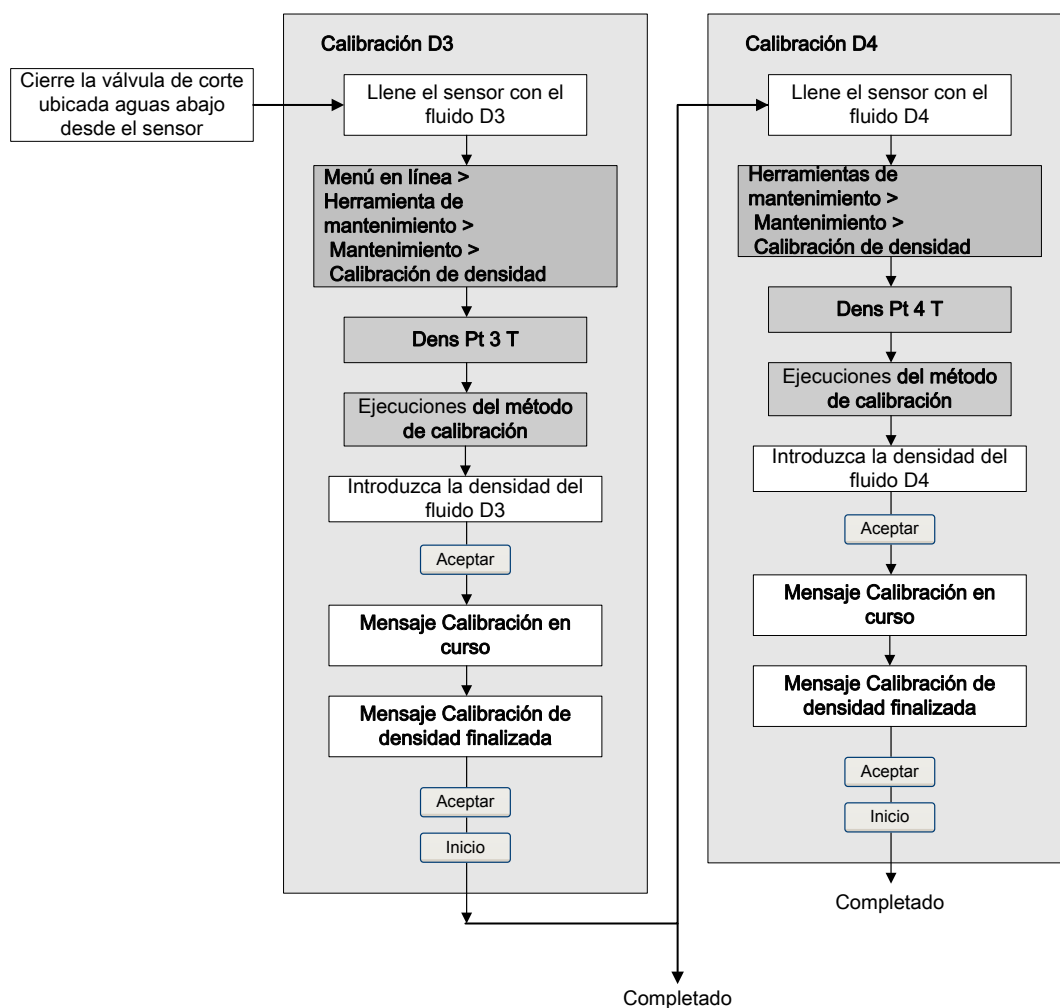 Cierre la válvula de corte
ubicada aguas abajo
desde el sensor
Calibración D3
Llene el sensor con el
fluido D3
Menú en línea >
Herramienta de
mantenimiento >
Mantenimiento >
Calibración de densidad
Dens Pt 3 T
Ejecuciones del método
de calibración
Introduzca la densidad del
fluido D3
Aceptar
Mensaje Calibración en
curso
Mensaje Calibración de
densidad finalizada
Aceptar
Inicio
Completado
Calibración D4
Llene el sensor con el
fluido D4
Herramientas de
mantenimiento >
Mantenimiento >
Calibración de densidad
Dens Pt 4 T
Ejecuciones del método
de calibración
Introduzca la densidad del
fluido D4
Aceptar
Mensaje Calibración en
curso
Mensaje Calibración de
densidad finalizada
Aceptar
Inicio
Completado